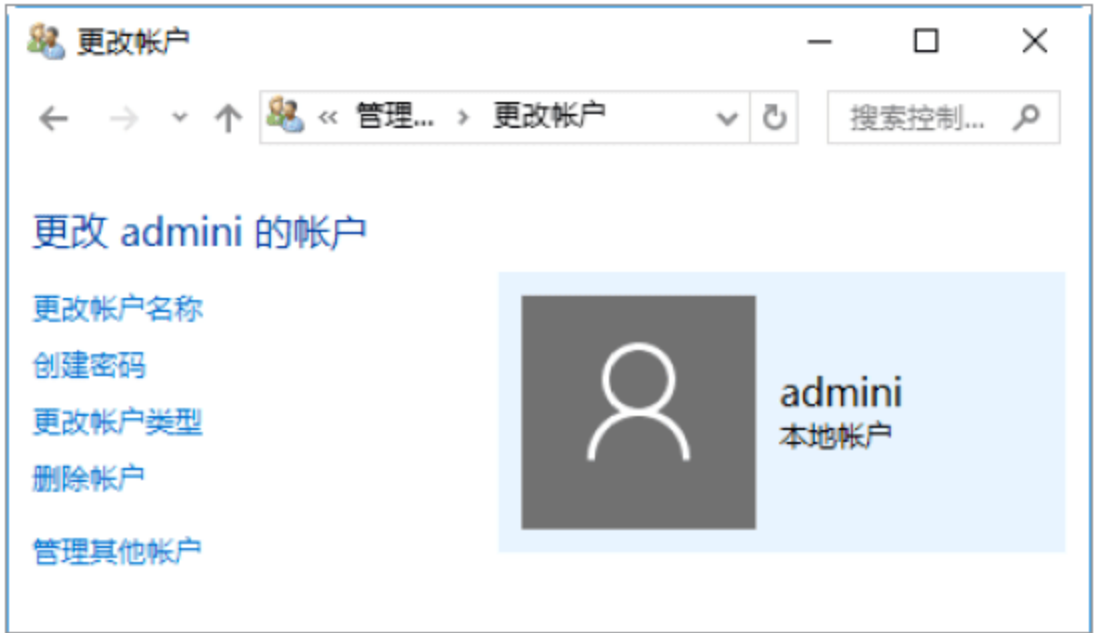 更改帐户
« 管理... › 更改帐户
搜索控制...
更改 admini 的帐户
更改帐户名称
创建密码
更改帐户类型
删除帐户
管理其他帐户
admini
本地帐户